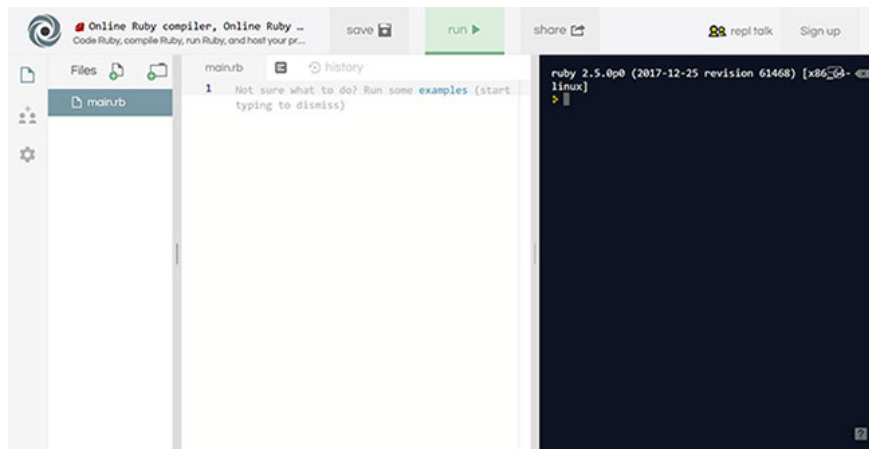 Online Ruby compiler, Online Ruby …
Code Ruby, compile Ruby, run Ruby, and host your pr...
save
run
share
repl talk
Sign up
Files
main.rb
main.rb
history
1
Not sure what to do? Run some examples (start
typing to dismiss)
ruby 2.5.0p0 (2017-12-25 revision 61468) [x86_64-
linux]
>
?